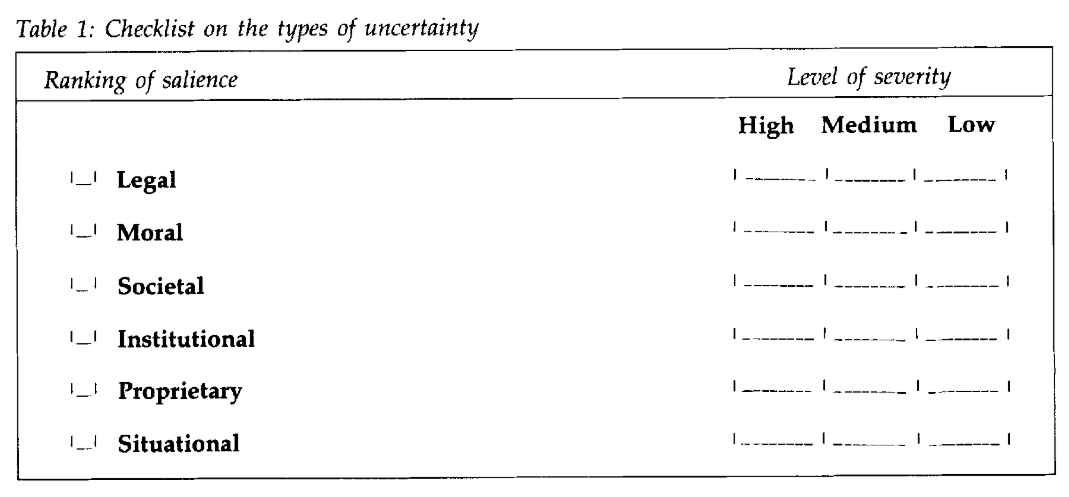 Table 1: Checklist on the types of uncertainty
Ranking of salience Level of severity
High Medium Low
Legal
Moral
Societal
Institutional
Proprietary
Situational